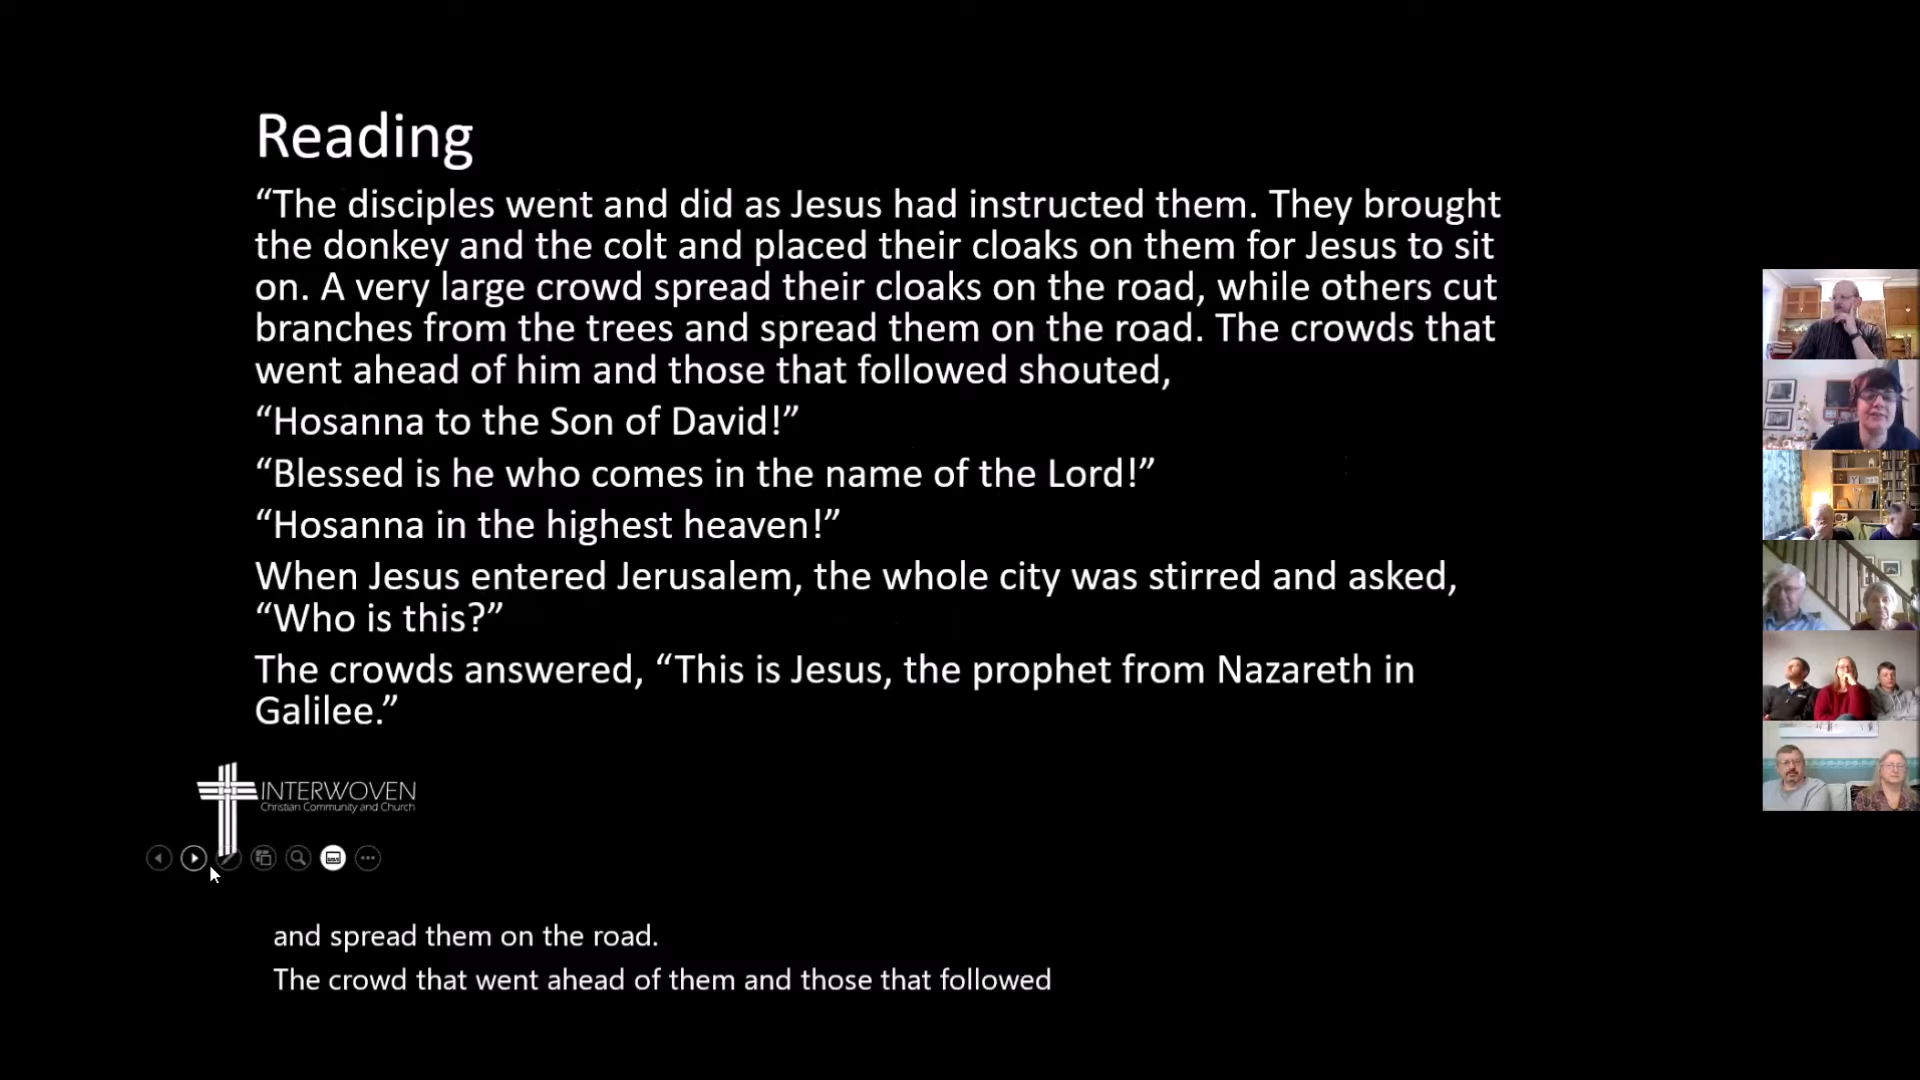 Reading
“The disciples went and did as Jesus had instructed them. They brought
the donkey and the colt and placed their cloaks on them for Jesus to sit
on. A very large crowd spread their cloaks on the road, while others cut
branches from the trees and spread them on the road. The crowds that
went ahead of him and those that followed shouted,
“Hosanna to the Son of David!”
“Blessed is he who comes in the name of the Lord!”
“Hosanna in the highest heaven!”
When Jesus entered Jerusalem, the whole city was stirred and asked,
“Who is this?”
The crowds answered, “This is Jesus, the prophet from Nazareth in
Galilee.”
INTERWOVEN
Christian Community and Church
and spread them on the road.
The crowd that went ahead of them and those that followed